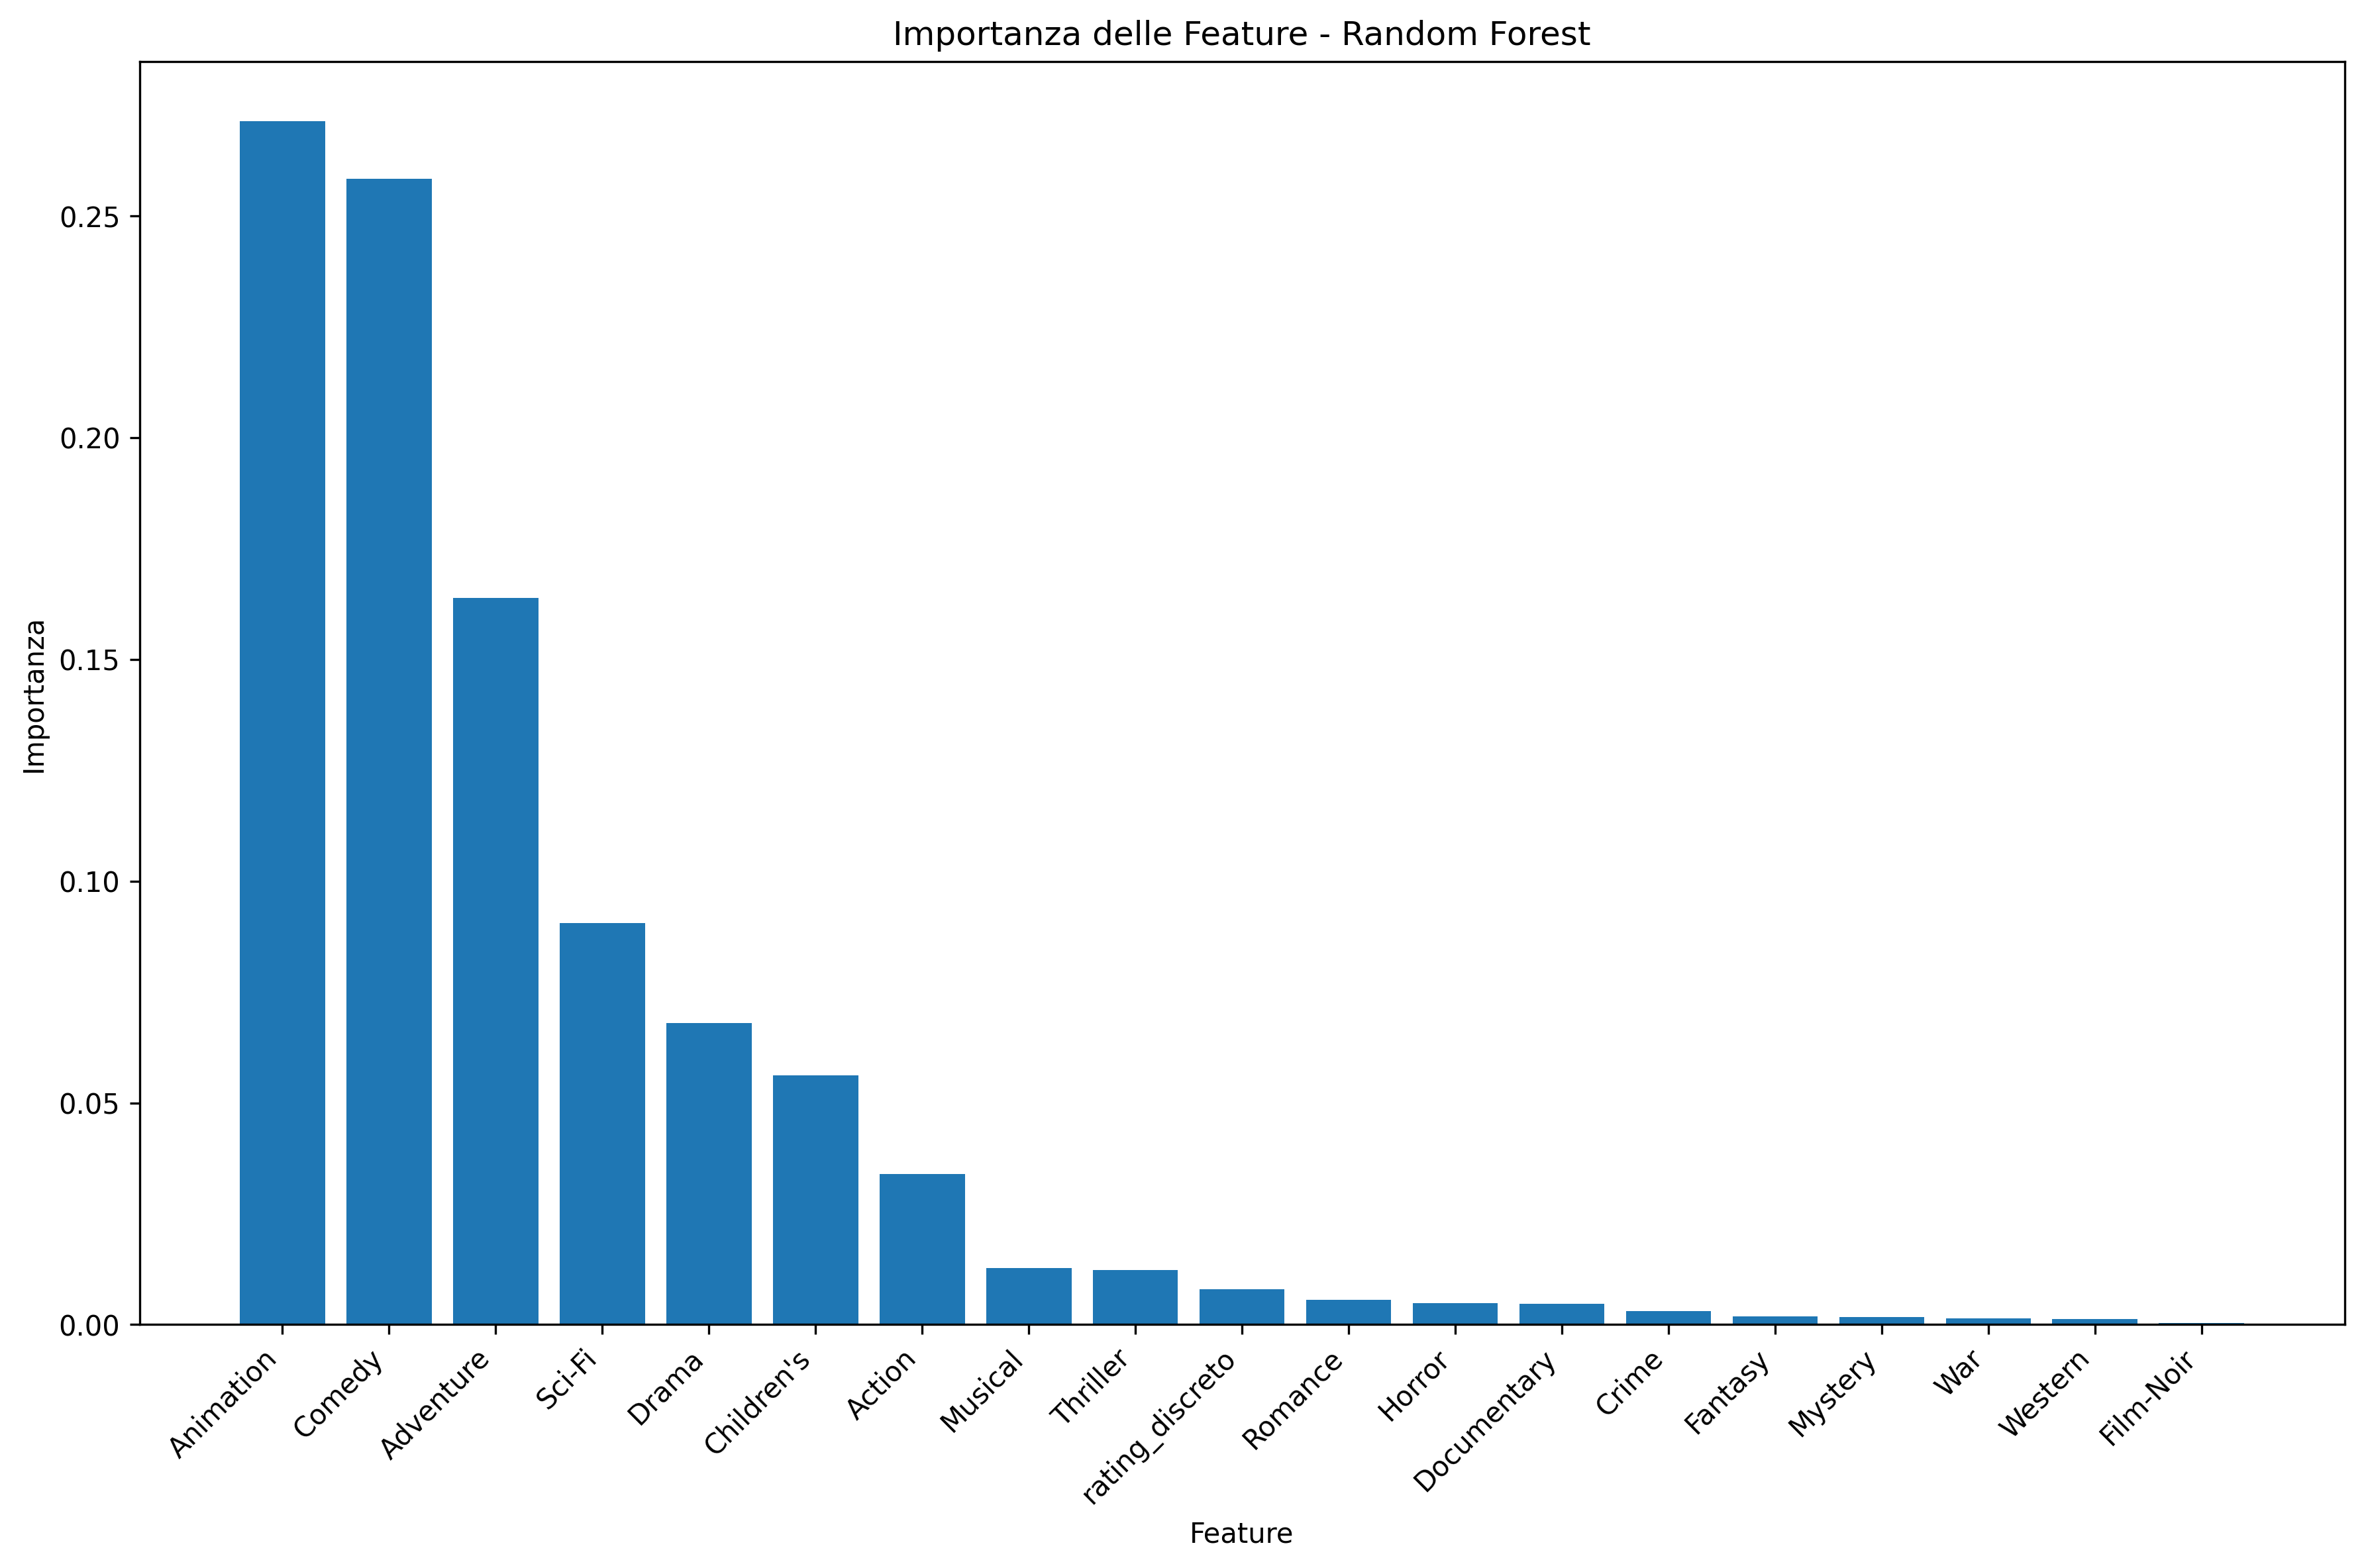 Importanza delle Feature - Random Forest
Importanza
0.25
0.20
0.15
0.10
0.05
0.00
Animation
Comedy
Adventure
Sci-Fi
Drama
Children's
Action
Musical
Thriller
rating_discreto
Romance
Horror
Documentary
Crime
Fantasy
Mystery
War
Western
Film-Noir
Feature